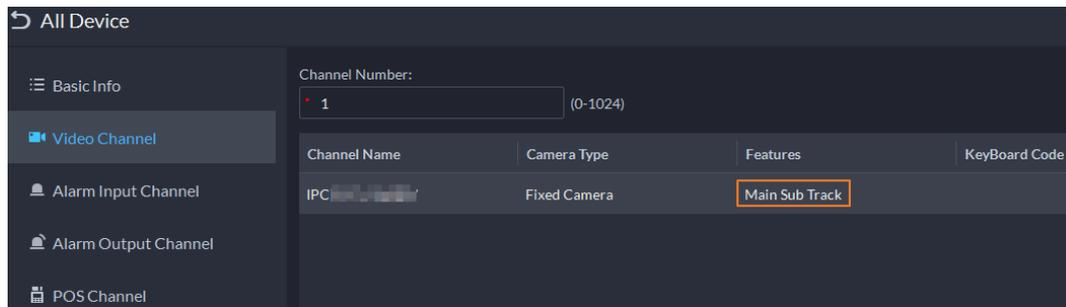 All Device
Basic Info
Video Channel
Alarm Input Channel
Alarm Output Channel
POS Channel
Channel Number:
* 1 (0-1024)
Channel Name Camera Type Features KeyBoard Code
IPC Fixed Camera Main Sub Track